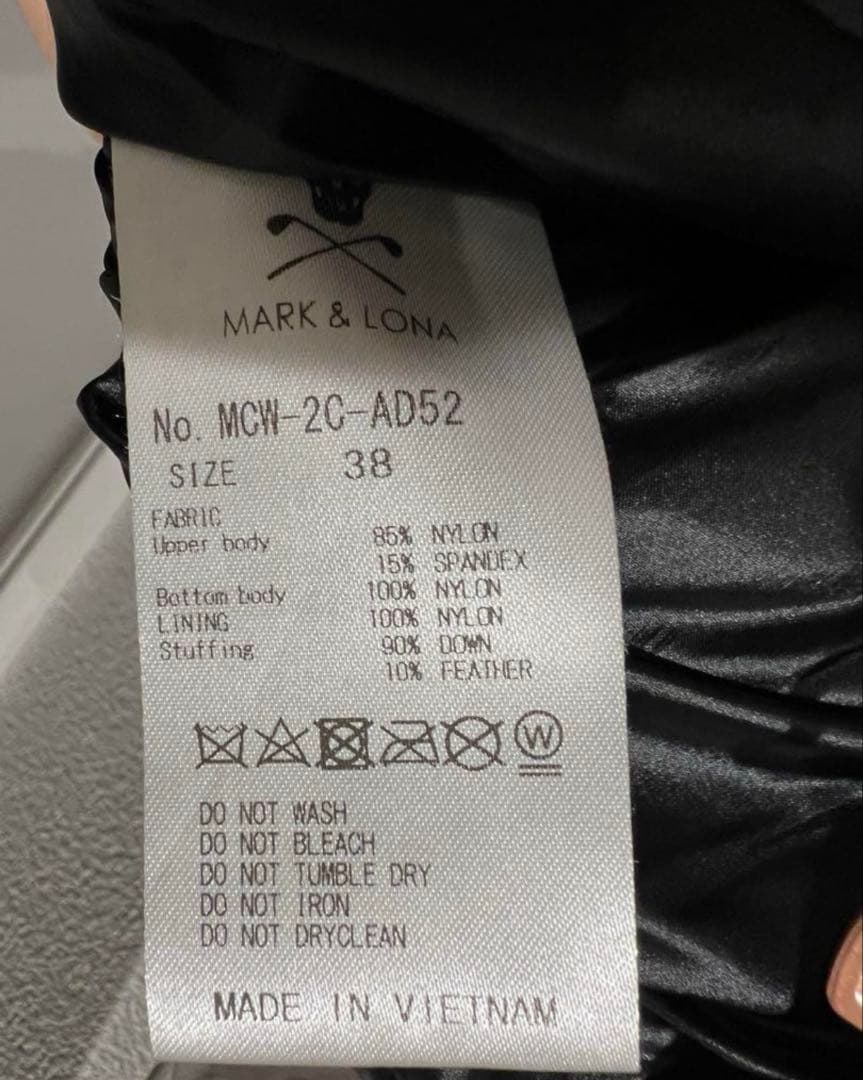 MARK & LONA
No. MCW-2C-AD52
SIZE 38
FABRIC
Upper body 85% NYLON
15% SPANDEX
Bottom body 100% NYLON
LINING 100% NYLON
Stuffing 90% DOWN
10% FEATHER
W
DO NOT WASH
DO NOT BLEACH
DO NOT TUMBLE DRY
DO NOT IRON
DO NOT DRYCLEAN
MADE IN VIETNAM